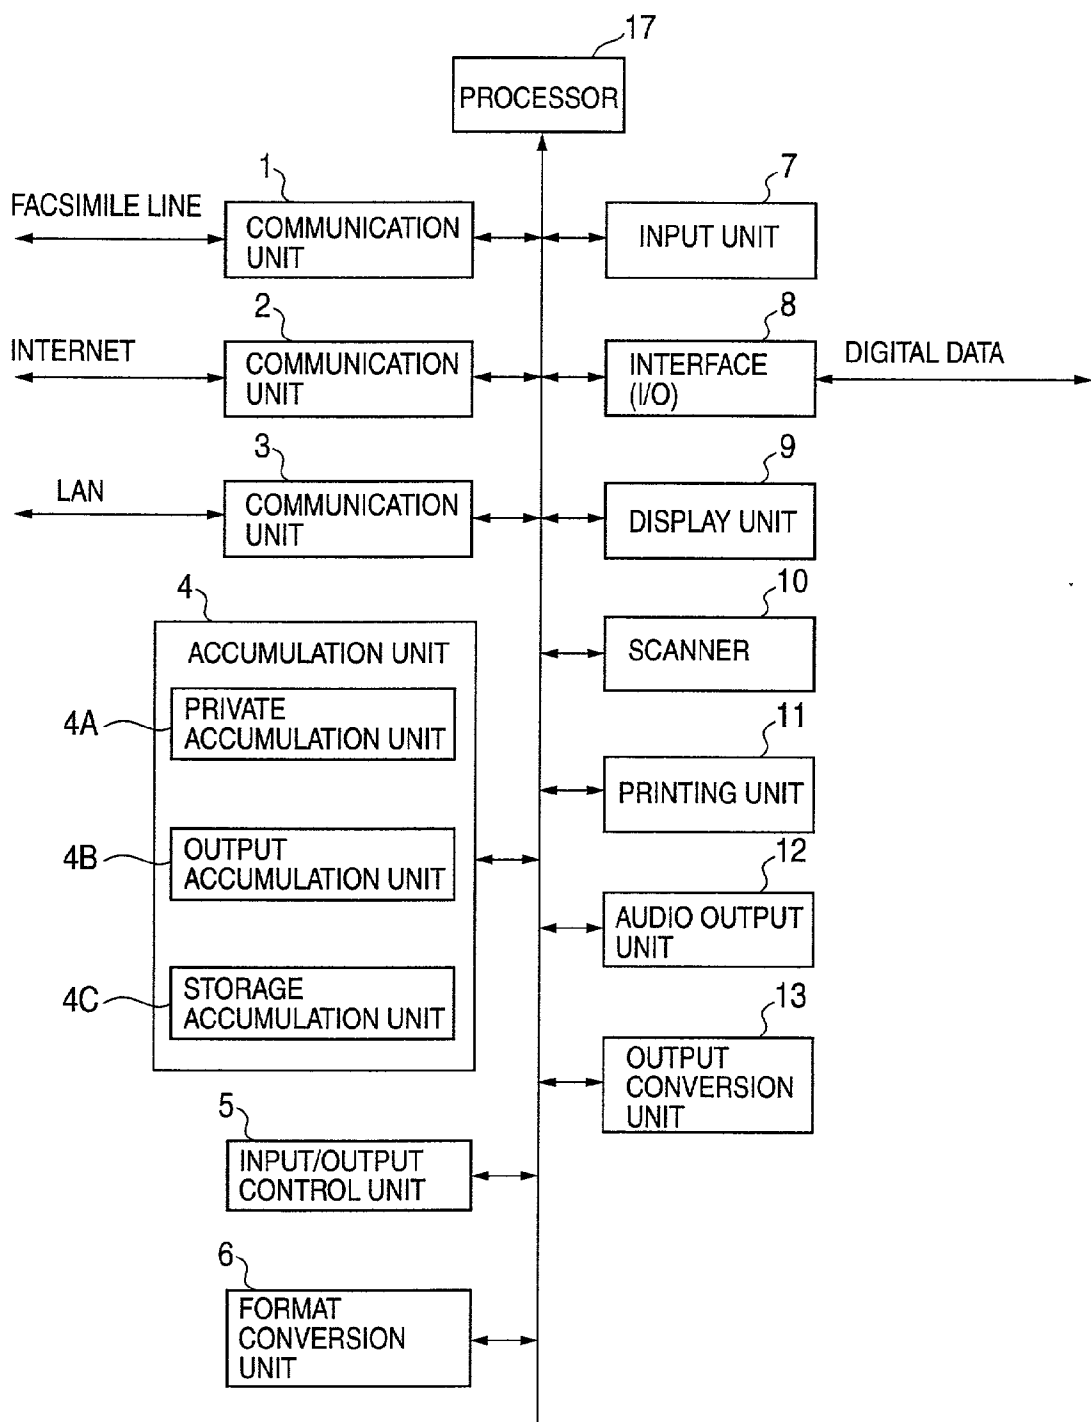 17
PROCESSOR
1
7
FACSIMILE LINE
COMMUNICATION
UNIT
INPUT UNIT
2
8
INTERNET
COMMUNICATION
UNIT
INTERFACE
(I/O)
DIGITAL DATA
3
9
LAN
COMMUNICATION
UNIT
DISPLAY UNIT
4
10
ACCUMULATION UNIT
SCANNER
4A
PRIVATE
ACCUMULATION UNIT
11
PRINTING UNIT
4B
OUTPUT
ACCUMULATION UNIT
12
AUDIO OUTPUT
UNIT
4C
STORAGE
ACCUMULATION UNIT
13
OUTPUT
CONVERSION
UNIT
5
INPUT/OUTPUT
CONTROL UNIT
6
FORMAT
CONVERSION
UNIT